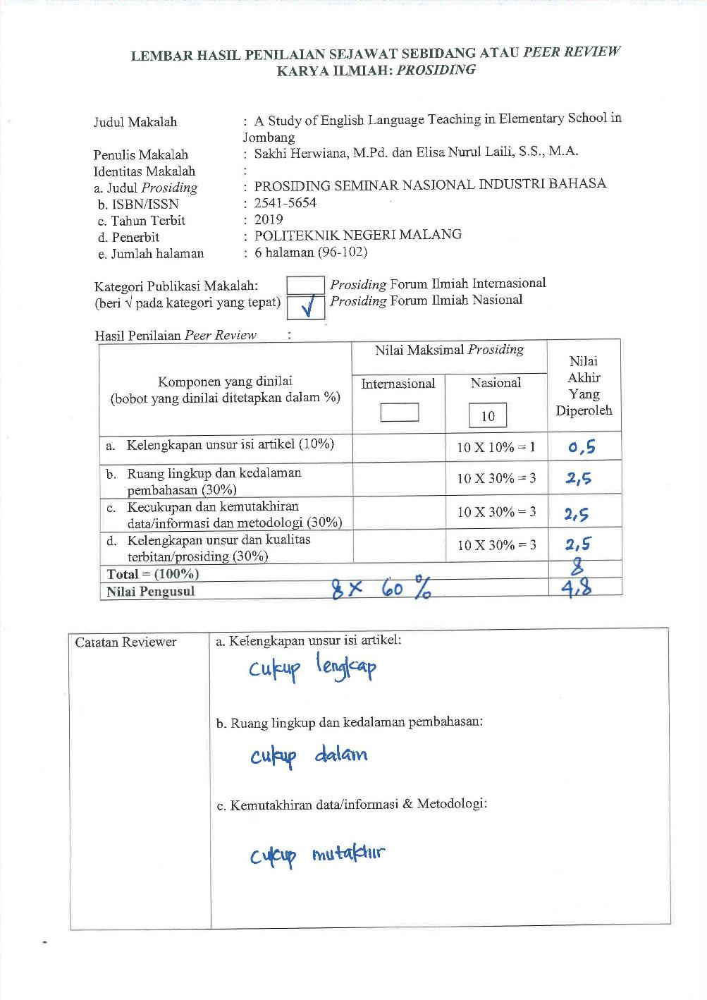 LEMBAR HASIL PENILAIAN SEJAWAT SEBIDANG ATAU PEER REVIEW
KARYA ILMIAH: PROSIDING
Judul Makalah : A Study of English Language Teaching in Elementary School in
Jombang
Penulis Makalah : Sakhi Herwiana, M.Pd. dan Elisa Nurul Laili, S.S., M.A.
Identitas Makalah :
a. Judul Prosiding : PROSIDING SEMINAR NASIONAL INDUSTRI BAHASA
b. ISBN/ISSN : 2541-5654
c. Tahun Terbit : 2019
d. Penerbit : POLITEKNIK NEGERI MALANG
e. Jumlah halaman : 6 halaman (96-102)
Kategori Publikasi Makalah: Prosiding Forum Ilmiah Internasional
(beri √ pada kategori yang tepat) √ Prosiding Forum Ilmiah Nasional
Hasil Penilaian Peer Review :
Komponen yang dinilai
(bobot yang dinilai ditetapkan dalam %)
Nilai Maksimal Prosiding
Internasional
Nasional
10
Nilai
Akhir
Yang
Diperoleh
a. Kelengkapan unsur isi artikel (10%) 10 X 10% = 1 0,5
b. Ruang lingkup dan kedalaman
pembahasan (30%) 10 X 30% = 3 2,5
c. Kecukupan dan kemutakhiran
data/informasi dan metodologi (30%) 10 X 30% = 3 2,5
d. Kelengkapan unsur dan kualitas
terbitan/prosiding (30%) 10 X 30% = 3 2,5
Total = (100%) 8
Nilai Pengusul 8 x 60 % 4,8
Catatan Reviewer
a. Kelengkapan unsur isi artikel:
cukup lengkap
b. Ruang lingkup dan kedalaman pembahasan:
cukup dalam
c. Kemutakhiran data/informasi & Metodologi:
cukup mutakhir